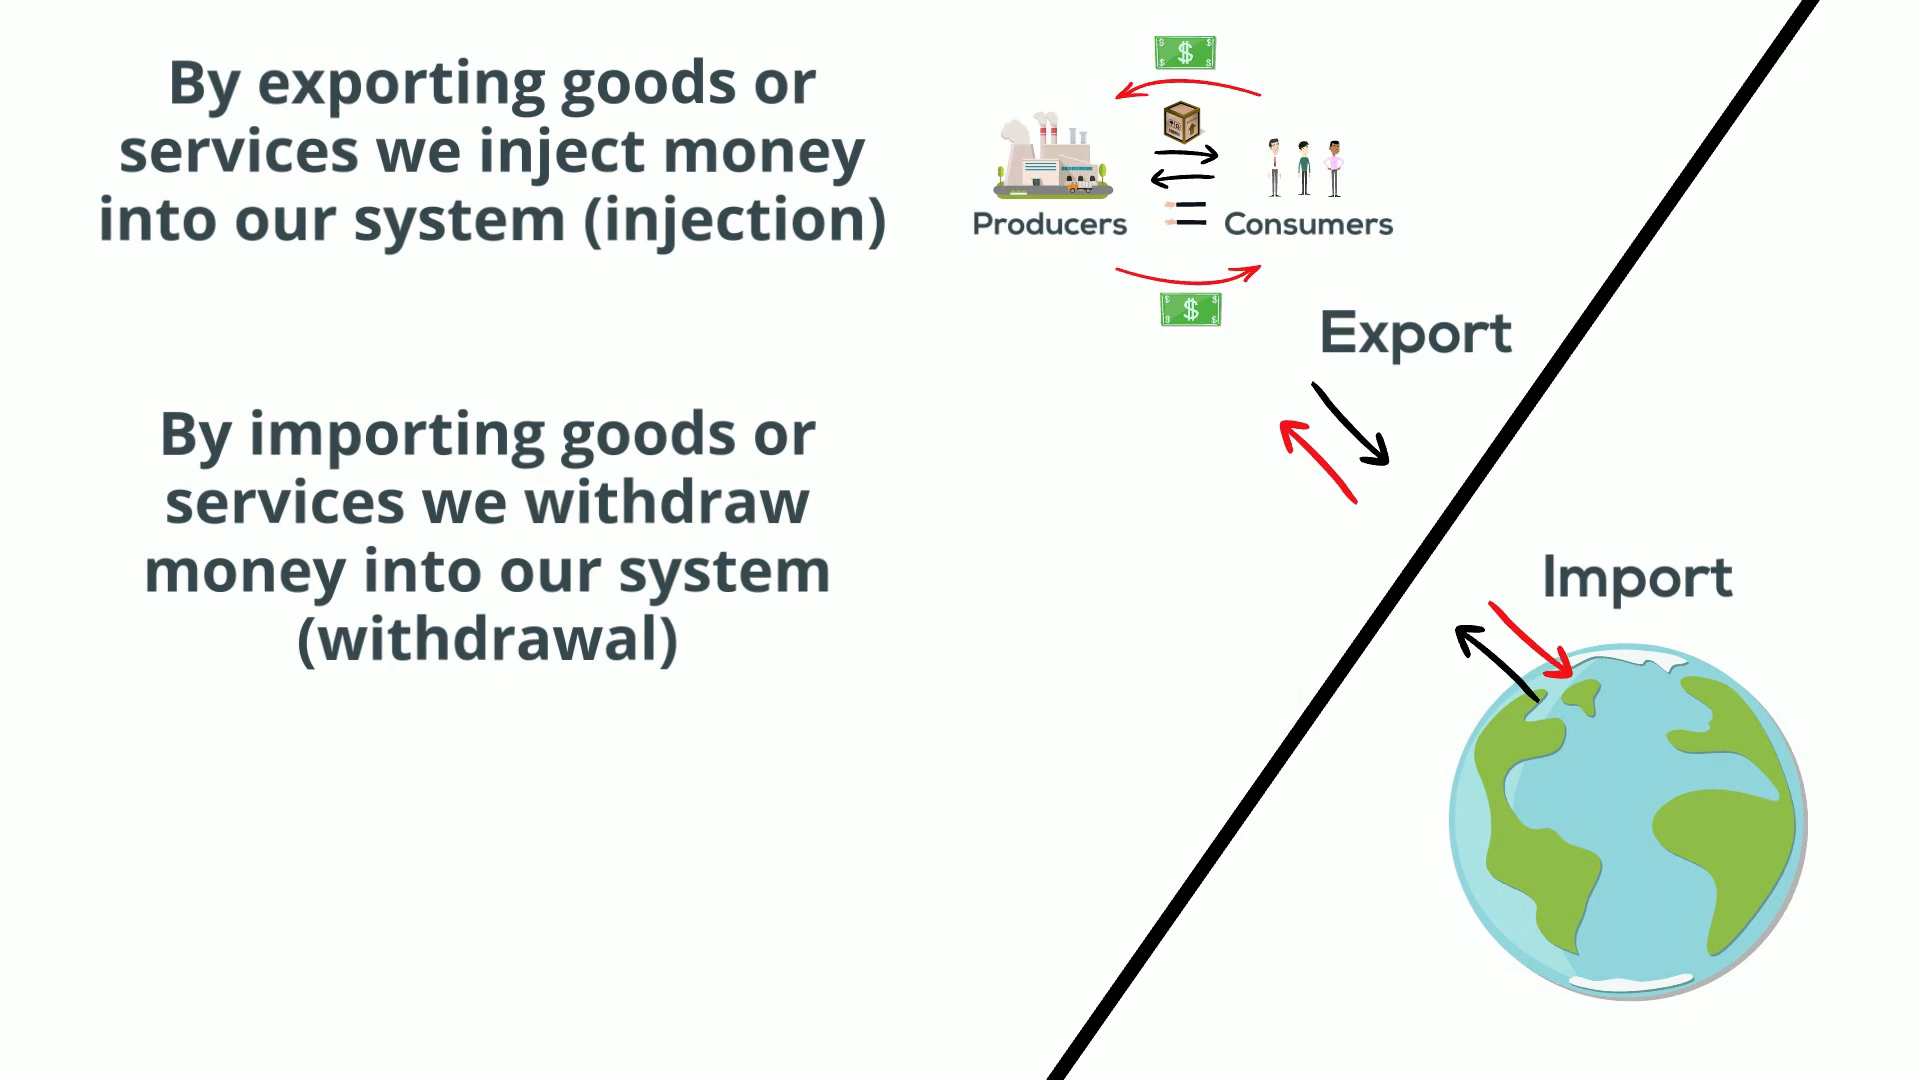 By exporting goods or
services we inject money
into our system (injection)
By importing goods or
services we withdraw
money into our system
(withdrawal)
$
Producers
Consumers
$
Export
Import